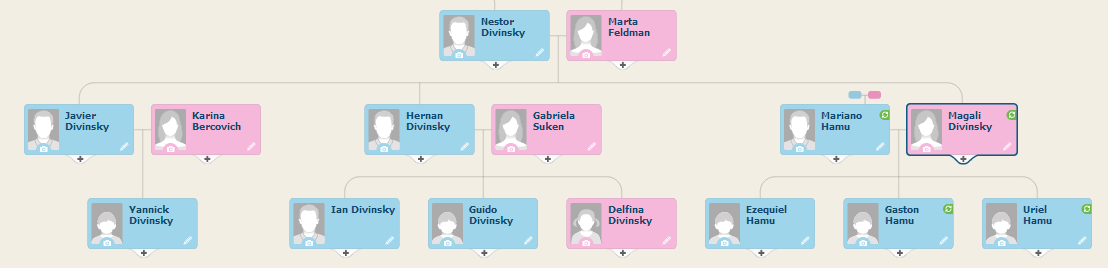 Nestor
Divinsky
Marta
Feldman
Javier
Divinsky
Karina
Bercovich
Hernan
Divinsky
Gabriela
Suken
Mariano
Hamu
Magali
Divinsky
Yannick
Divinsky
Ian Divinsky
Guido
Divinsky
Delfina
Divinsky
Ezequiel
Hamu
Gaston
Hamu
Uriel
Hamu